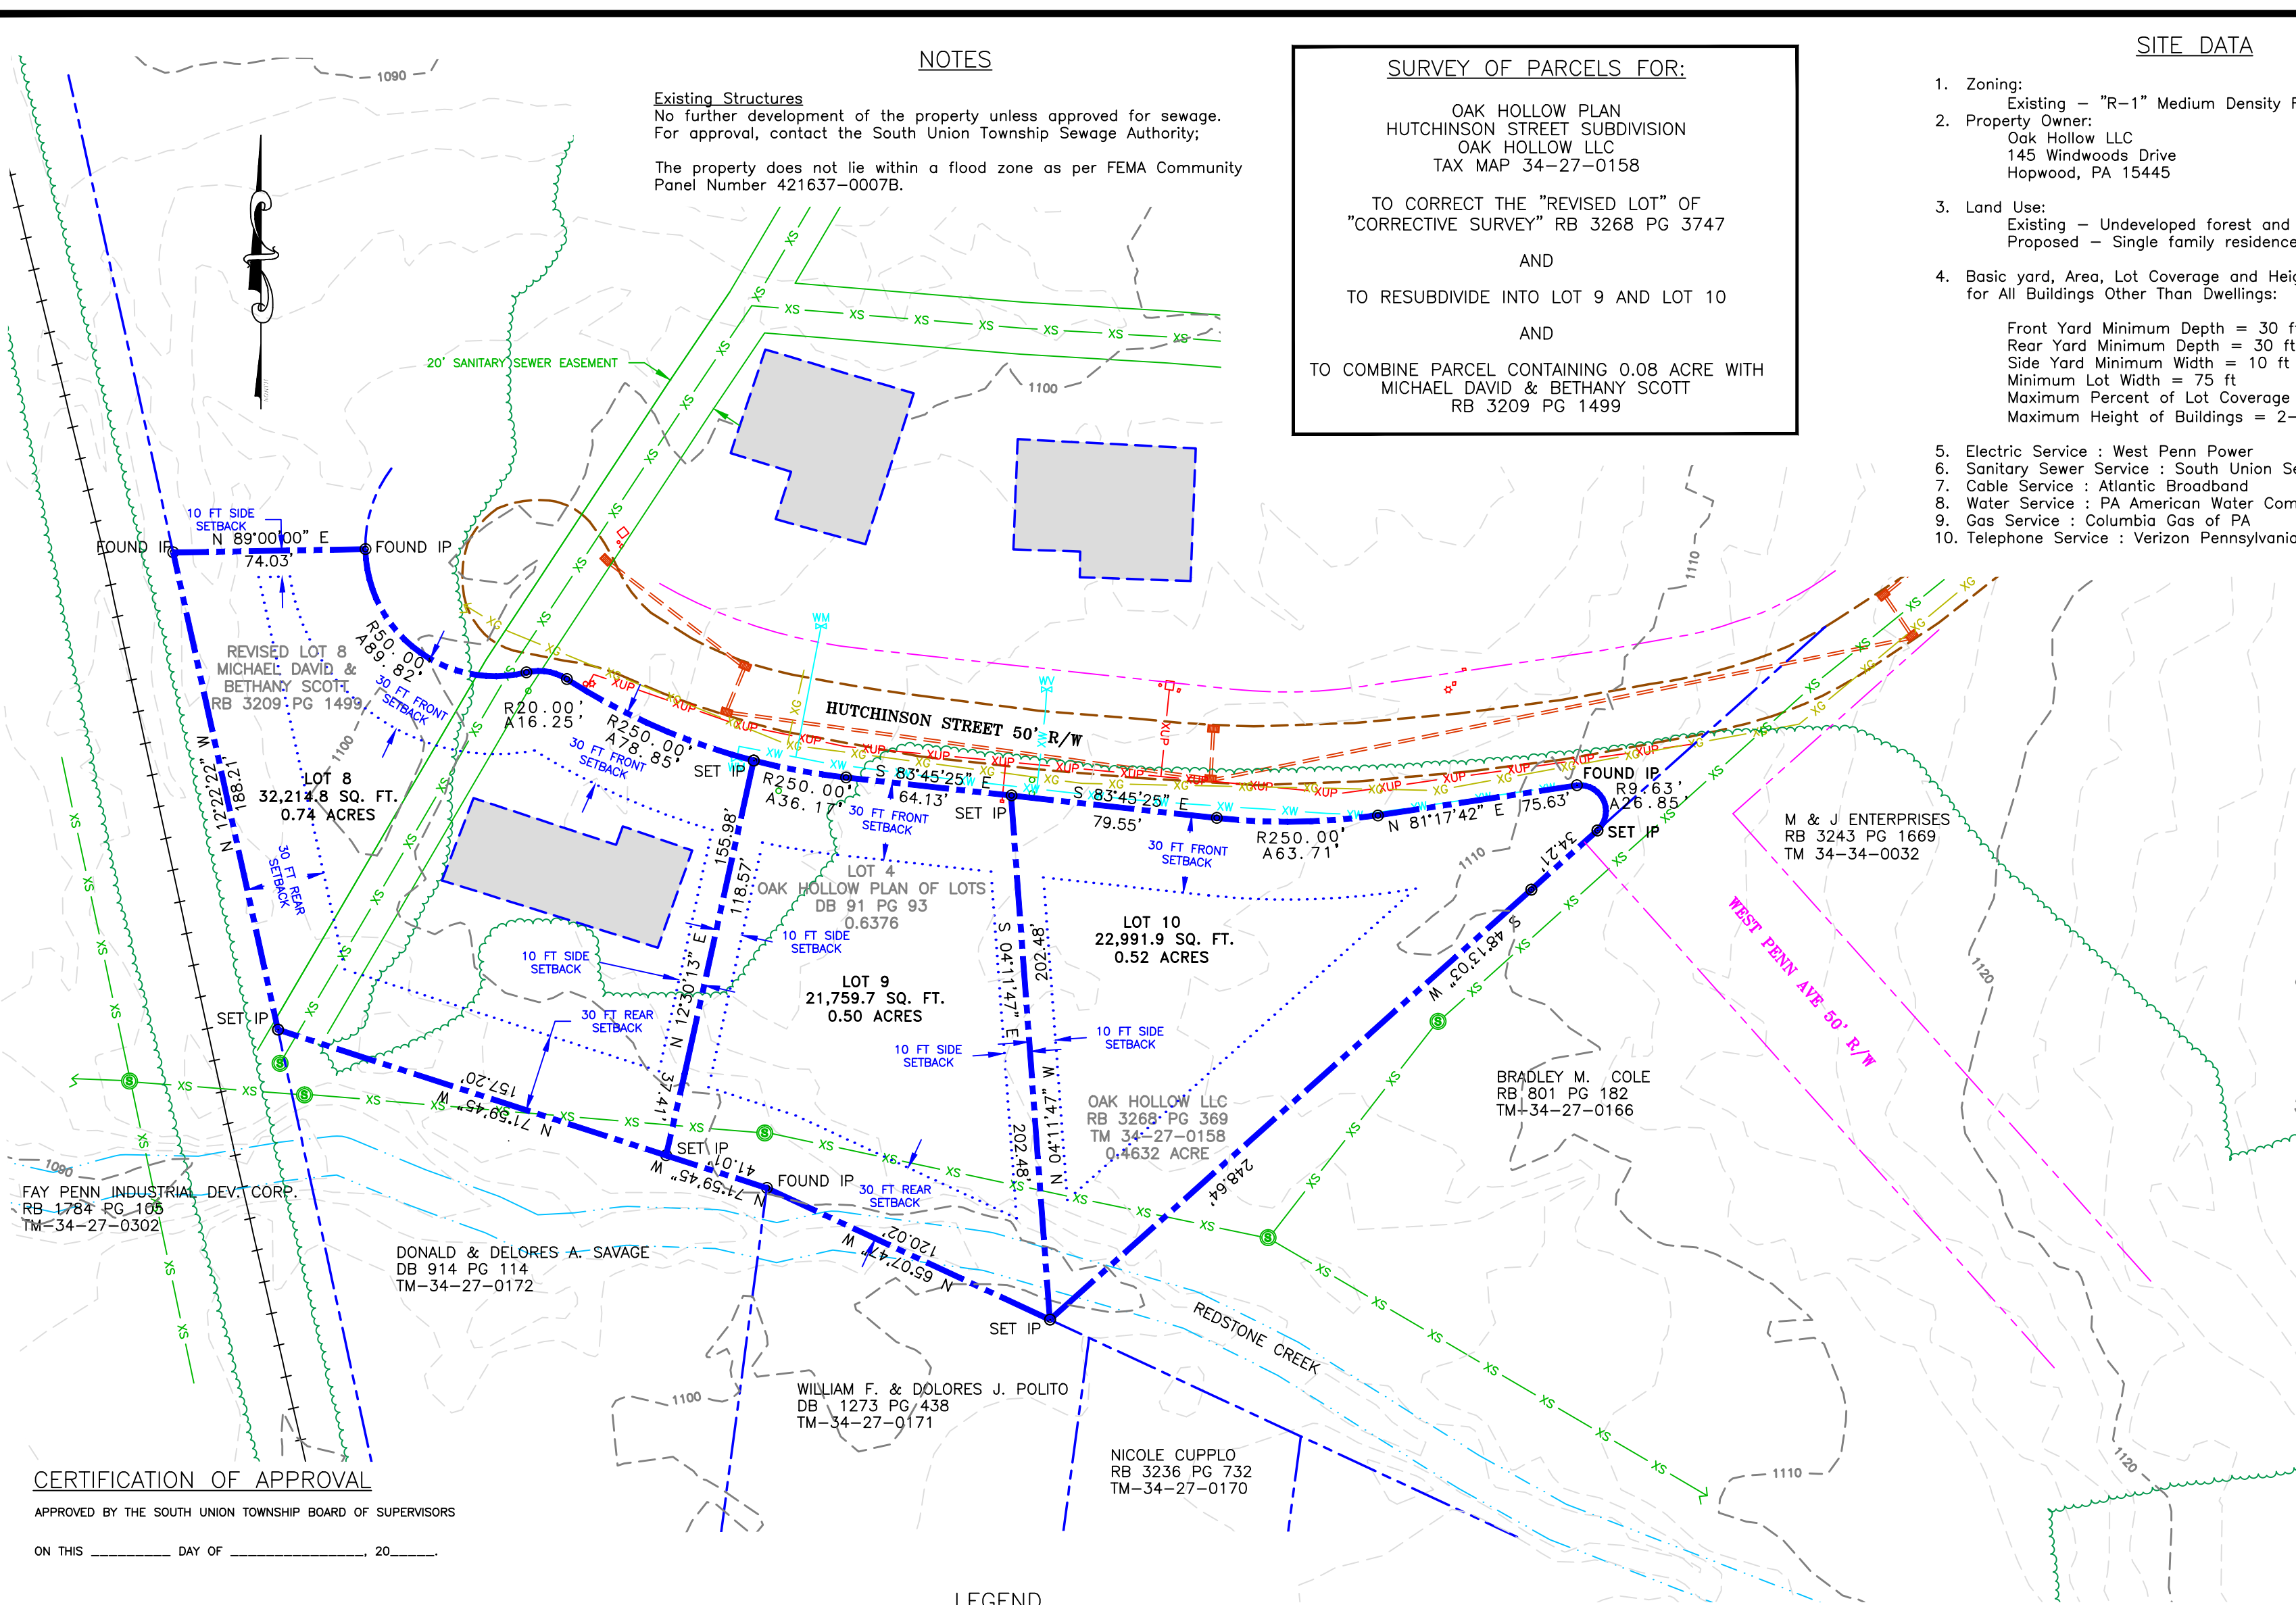 NOTES
Existing Structures
No further development of the property unless approved for sewage.
For approval, contact the South Union Township Sewage Authority;
The property does not lie within a flood zone as per FEMA Community
Panel Number 421637-0007B.
SURVEY OF PARCELS FOR:
OAK HOLLOW PLAN
HUTCHINSON STREET SUBDIVISION
OAK HOLLOW LLC
TAX MAP 34-27-0158
TO CORRECT THE "REVISED LOT" OF
"CORRECTIVE SURVEY" RB 3268 PG 3747
AND
TO RESUBDIVIDE INTO LOT 9 AND LOT 10
AND
TO COMBINE PARCEL CONTAINING 0.08 ACRE WITH
MICHAEL DAVID & BETHANY SCOTT
RB 3209 PG 1499
SITE DATA
1. Zoning:
Existing - "R-1" Medium Density
2. Property Owner:
Oak Hollow LLC
145 Windwoods Drive
Hopwood, PA 15445
3. Land Use:
Existing - Undeveloped forest and
Proposed - Single family residence
4. Basic yard, Area, Lot Coverage and
for All Buildings Other Than Dwellings:
Front Yard Minimum Depth = 30
Rear Yard Minimum Depth = 30 ft
Side Yard Minimum Width = 10 ft
Minimum Lot Width = 75 ft
Maximum Percent of Lot Coverage
Maximum Height of Buildings = 2-
5. Electric Service : West Penn Power
6. Sanitary Sewer Service : South Union
7. Cable Service : Atlantic Broadband
8. Water Service : PA American Water
9. Gas Service : Columbia Gas of PA
10. Telephone Service : Verizon Pennsylvania
1090
20' SANITARY SEWER EASEMENT
1100
1110
10 FT SIDE
SETBACK
FOUND IP
N 89°00'00" E
74.03'
FOUND IP
R50.00'
A89.82'
REVISED LOT 8
MICHAEL DAVID &
BETHANY SCOTT
RB 3209 PG 1499
30 FT FRONT
SETBACK
1100
N 12°22'22" W
198.21'
LOT 8
32,214.8 SQ. FT.
0.74 ACRES
30 FT REAR
SETBACK
R20.00'
A16.25'
R250.00'
A78.85'
30 FT FRONT
SETBACK
WM
WV
HUTCHINSON STREET 50' R/W
SET IP
R250.00'
A36.17'
S 83°45'25" E
64.13'
30 FT FRONT
SETBACK
SET IP
S 83°45'25" E
79.55'
30 FT FRONT
SETBACK
R250.00'
A63.71'
N 81°17'42" E 75.63'
FOUND IP
R9.63'
A26.85'
SET IP
34.21'
S 48°13'03" W
248.64'
M & J ENTERPRISES
RB 3243 PG 1669
TM 34-34-0032
WEST PENN AVE 50' R/W
1110
1120
155.98'
118.57'
N 12°30'13" E
37.41'
LOT 4
OAK HOLLOW PLAN OF LOTS
DB 91 PG 93
0.6376
10 FT SIDE
SETBACK
10 FT SIDE
SETBACK
LOT 9
21,759.7 SQ. FT.
0.50 ACRES
LOT 10
22,991.9 SQ. FT.
0.52 ACRES
S 04°11'47" E
202.48'
N 04°11'47" W
202.48'
10 FT SIDE
SETBACK
10 FT SIDE
SETBACK
30 FT REAR
SETBACK
SET IP
157.20'
N 71°59'45" W
SET IP
41.01'
N 71°59'45" W
FOUND IP
30 FT REAR
SETBACK
120.02'
N 65°07'47" W
SET IP
OAK HOLLOW LLC
RB 3268 PG 369
TM 34-27-0158
0.4632 ACRE
BRADLEY M. COLE
RB 801 PG 182
TM-34-27-0166
1090
FAY PENN INDUSTRIAL DEV. CORP.
RB 1784 PG 105
TM-34-27-0302
DONALD & DELORES A. SAVAGE
DB 914 PG 114
TM-34-27-0172
REDSTONE CREEK
WILLIAM F. & DOLORES J. POLITO
DB 1273 PG 438
TM-34-27-0171
1100
NICOLE CUPPLO
RB 3236 PG 732
TM-34-27-0170
1110
1120
CERTIFICATION OF APPROVAL
APPROVED BY THE SOUTH UNION TOWNSHIP BOARD OF SUPERVISORS
ON THIS _________ DAY OF _______________, 20_____.
LEGEND